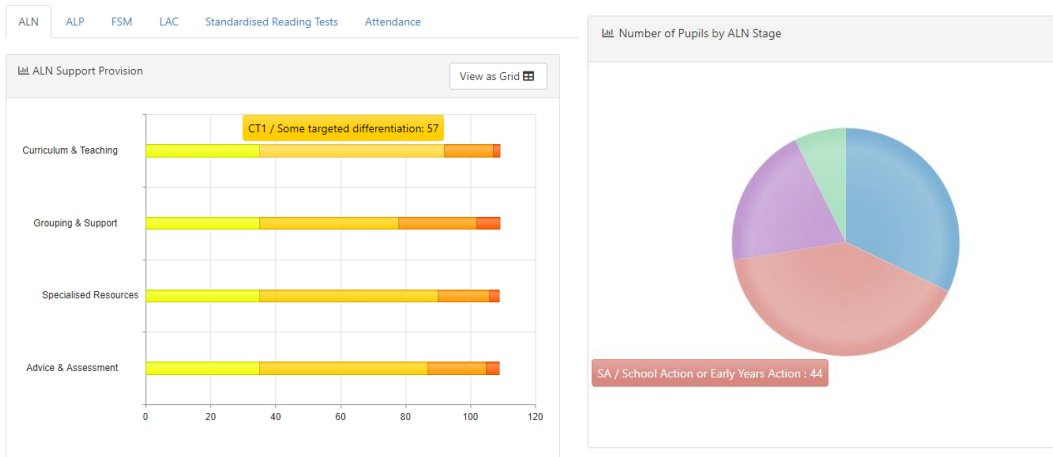 ALN ALP FSM LAC Standardised Reading Tests Attendance
ALN Support Provision
View as Grid
CT1 / Some targeted differentiation: 57
Curriculum & Teaching
Grouping & Support
Specialised Resources
Advice & Assessment
0 20 40 60 80 100 120
Number of Pupils by ALN Stage
SA / School Action or Early Years Action : 44